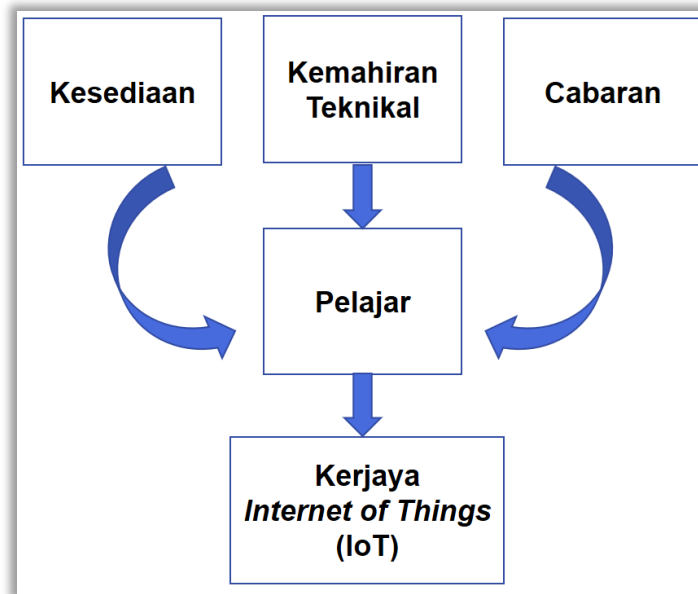 Kesediaan
Kemahiran
Teknikal
Cabaran
Pelajar
Kerjaya
Internet of Things
(IoT)